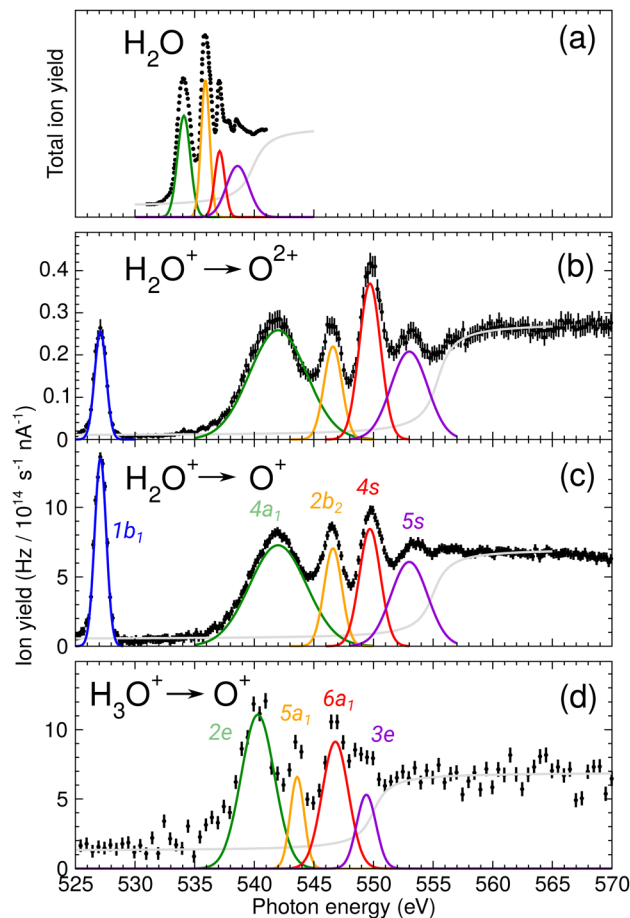 H₂O
(a)
Total ion yield
H₂O⁺ → O²⁺
(b)
0.4
0.3
0.2
0.1
0
H₂O⁺ → O⁺
(c)
1b₁
4a₁
2b₂
4s
5s
10
5
0
Ion yield (Hz / 10¹⁴ s⁻¹ nA⁻¹)
H₃O⁺ → O⁺
(d)
2e
5a₁
6a₁
3e
10
5
0
525 530 535 540 545 550 555 560 565 570
Photon energy (eV)